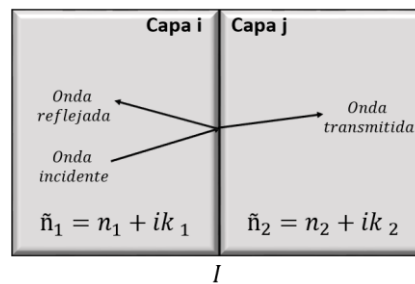 Capa i
Capa j
Onda
reflejada
Onda
incidente
Onda
transmitida
ñ₁ = n₁ + ik ₁
ñ₂ = n₂ + ik ₂
I